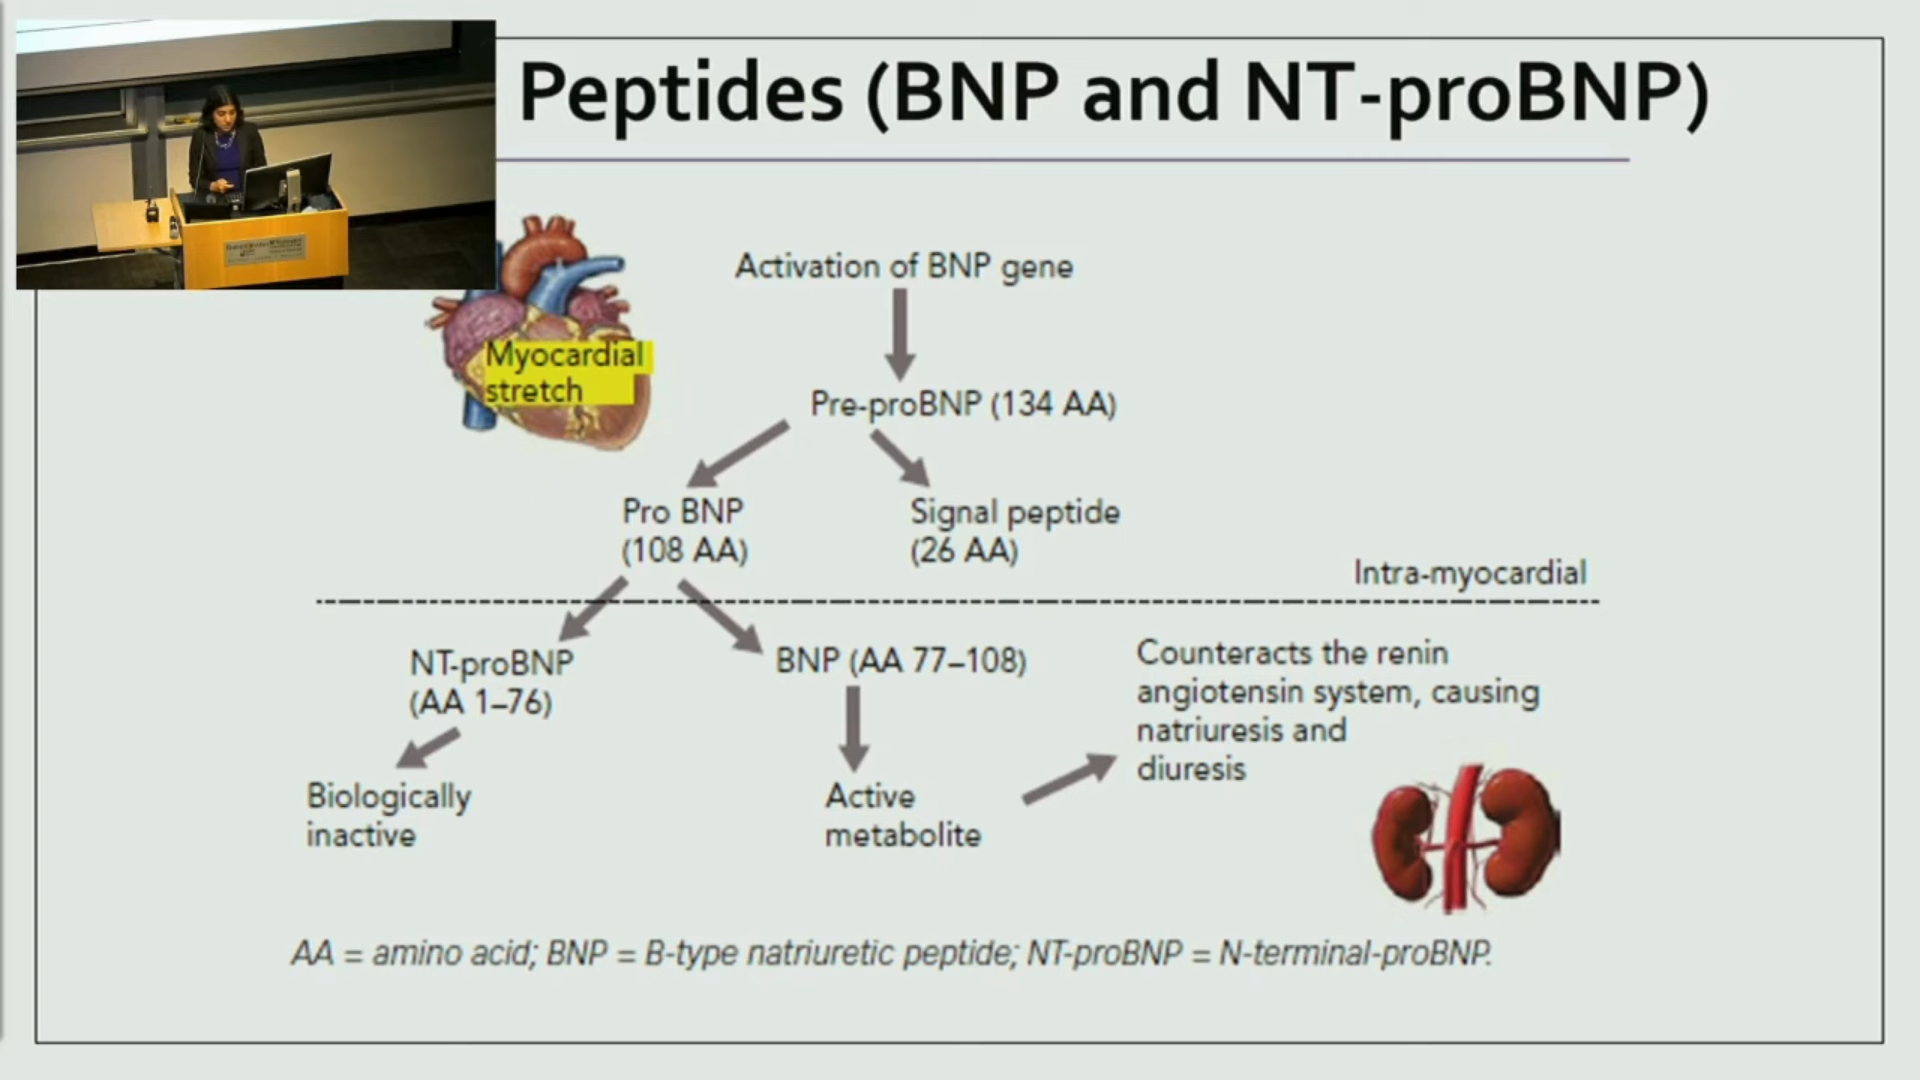 Peptides (BNP and NT-proBNP)
Myocardial
stretch
Activation of BNP gene
Pre-proBNP (134 AA)
Pro BNP
(108 AA)
Signal peptide
(26 AA)
Intra-myocardial
NT-proBNP
(AA 1–76)
BNP (AA 77–108)
Counteracts the renin
angiotensin system, causing
natriuresis and
diuresis
Biologically
inactive
Active
metabolite
AA = amino acid; BNP = B-type natriuretic peptide; NT-proBNP = N-terminal-proBNP.